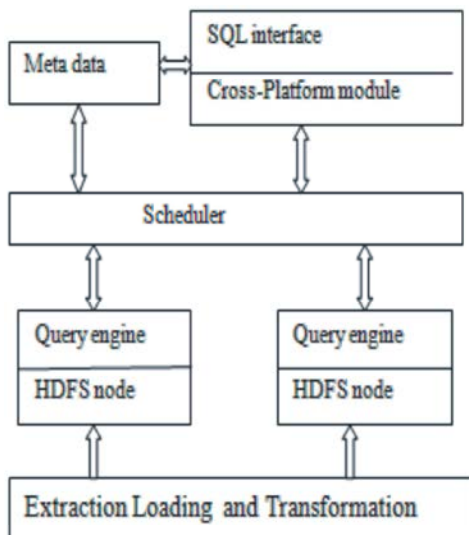 Meta data
SQL interface
Cross-Platform module
Scheduler
Query engine
HDFS node
Query engine
HDFS node
Extraction Loading and Transformation